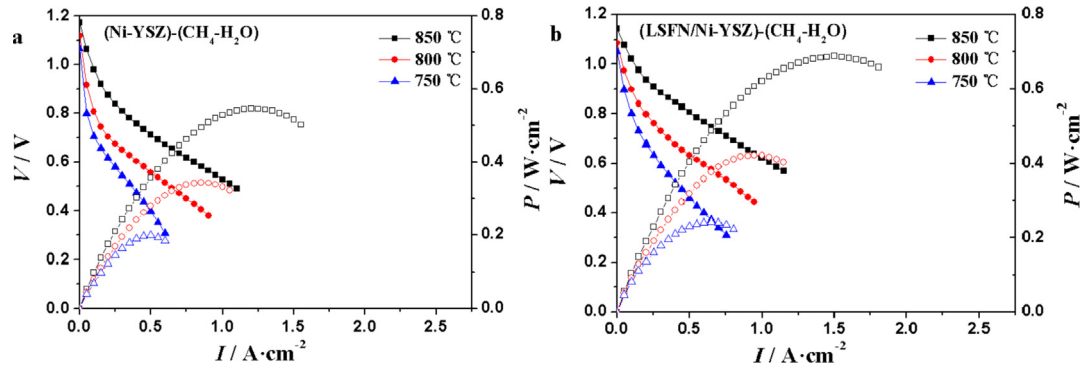 a
(Ni-YSZ)-(CH₄-H₂O)
850 ℃
800 ℃
750 ℃
V / V
1.2
1.0
0.8
0.6
0.4
0.2
0.0
0.8
0.6
0.4
0.2
0.0
P / W·cm⁻²
0.0 0.5 1.0 1.5 2.0 2.5
I / A·cm⁻²
b
(LSFN/Ni-YSZ)-(CH₄-H₂O)
850 ℃
800 ℃
750 ℃
V / V
1.2
1.0
0.8
0.6
0.4
0.2
0.0
0.8
0.6
0.4
0.2
0.0
P / W·cm⁻²
0.0 0.5 1.0 1.5 2.0 2.5
I / A·cm⁻²